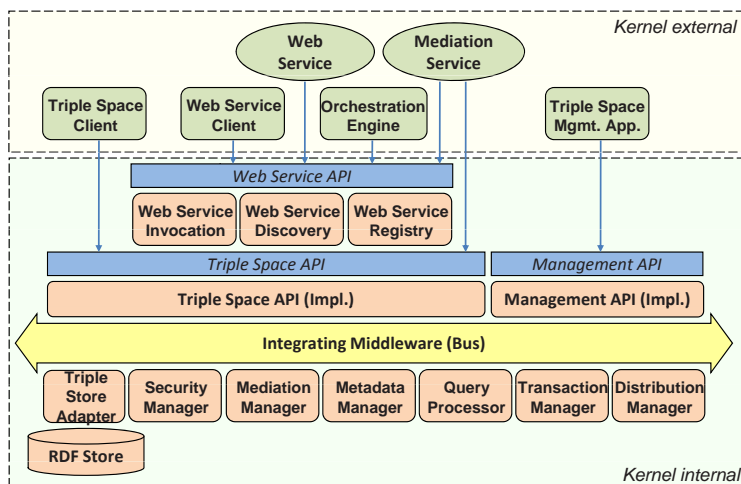 Kernel external
Web
Service
Mediation
Service
Triple Space
Client
Web Service
Client
Orchestration
Engine
Triple Space
Mgmt. App.
Web Service API
Web Service
Invocation
Web Service
Discovery
Web Service
Registry
Triple Space API
Management API
Triple Space API (Impl.)
Management API (Impl.)
Integrating Middleware (Bus)
Triple
Store
Adapter
Security
Manager
Mediation
Manager
Metadata
Manager
Query
Processor
Transaction
Manager
Distribution
Manager
RDF Store
Kernel internal